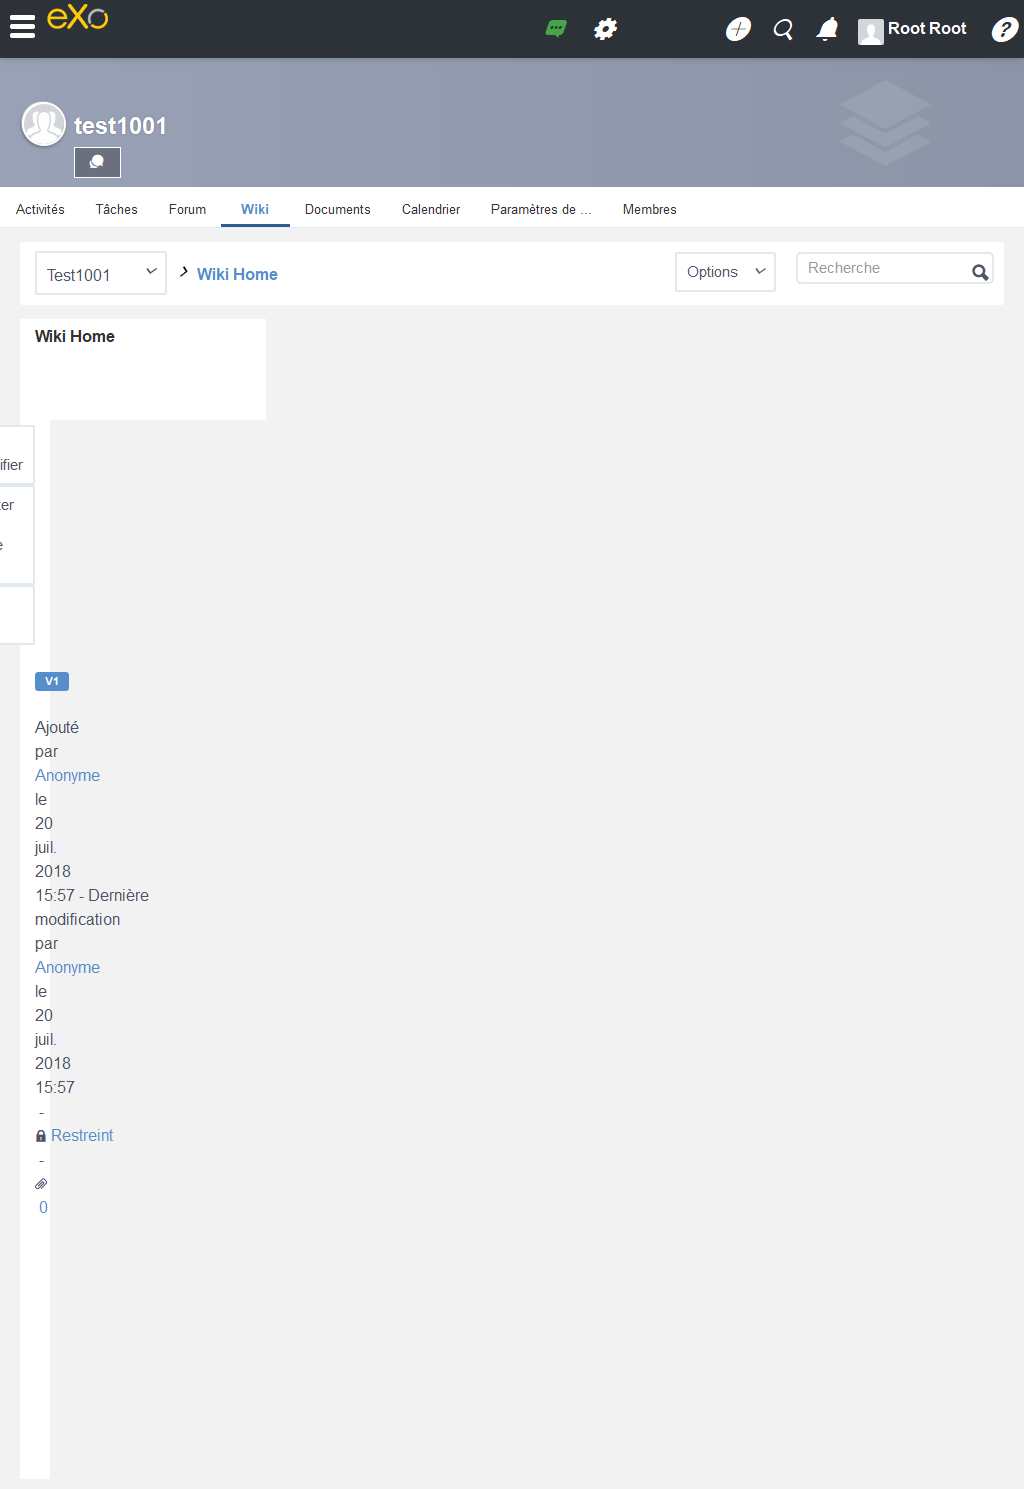 eXo
Root Root
?
test1001
Activités Tâches Forum Wiki Documents Calendrier Paramètres de ... Membres
Test1001 Wiki Home Options Recherche
Wiki Home
ifier
er
e
V1
Ajouté
par
Anonyme
le
20
juil.
2018
15:57 - Dernière
modification
par
Anonyme
le
20
juil.
2018
15:57
-
Restreint
-
0